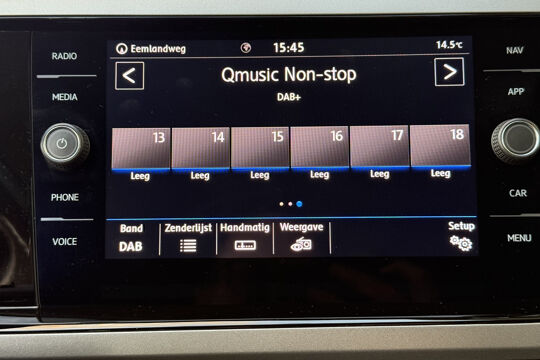 RADIO
MEDIA
PHONE
VOICE
Eemlandweg 15:45 14.5°C
Qmusic Non-stop
DAB+
13 14 15 16 17 18
Leeg Leeg Leeg Leeg Leeg Leeg
Band Zenderlijst Handmatig Weergave Setup
DAB
NAV
APP
CAR
MENU